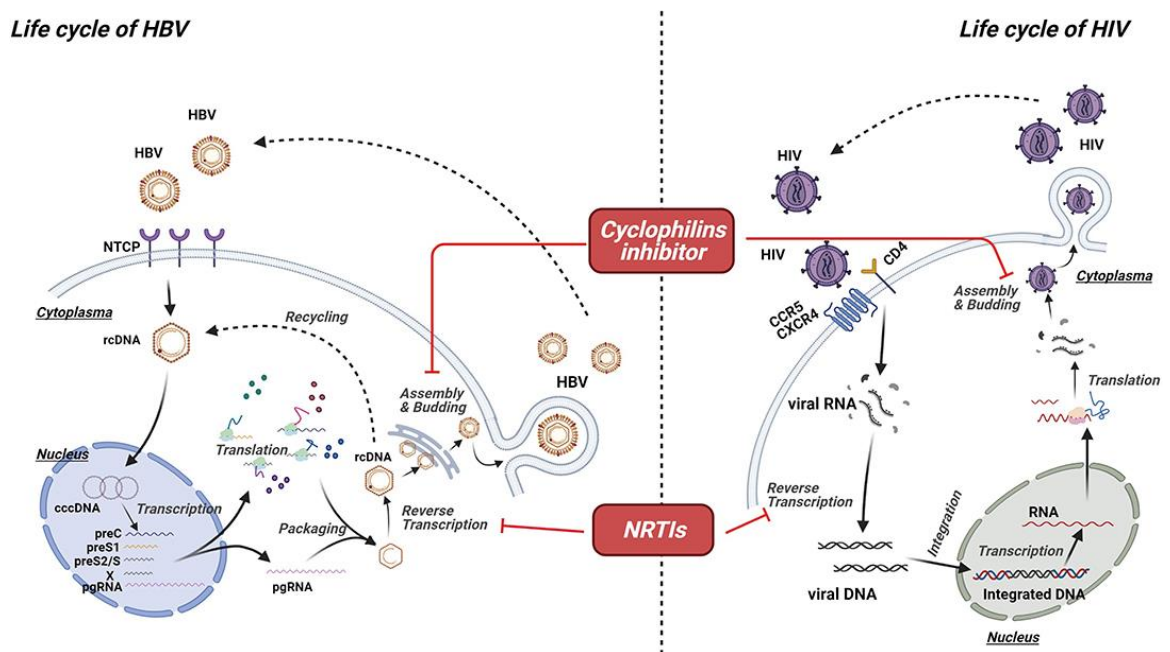 Life cycle of HBV
Life cycle of HIV
HBV
HBV
NTCP
Cytoplasma
rcDNA
Recycling
Nucleus
cccDNA
Transcription
preC
preS1
preS2/S
X
pgRNA
Translation
Packaging
pgRNA
rcDNA
Reverse
Transcription
Assembly
& Budding
HBV
Cyclophilins
inhibitor
NRTIs
HIV
HIV
HIV
CD4
CCR5
CXCR4
Assembly
& Budding
Cytoplasma
viral RNA
Translation
Reverse
Transcription
viral DNA
Integration
RNA
Transcription
Integrated DNA
Nucleus